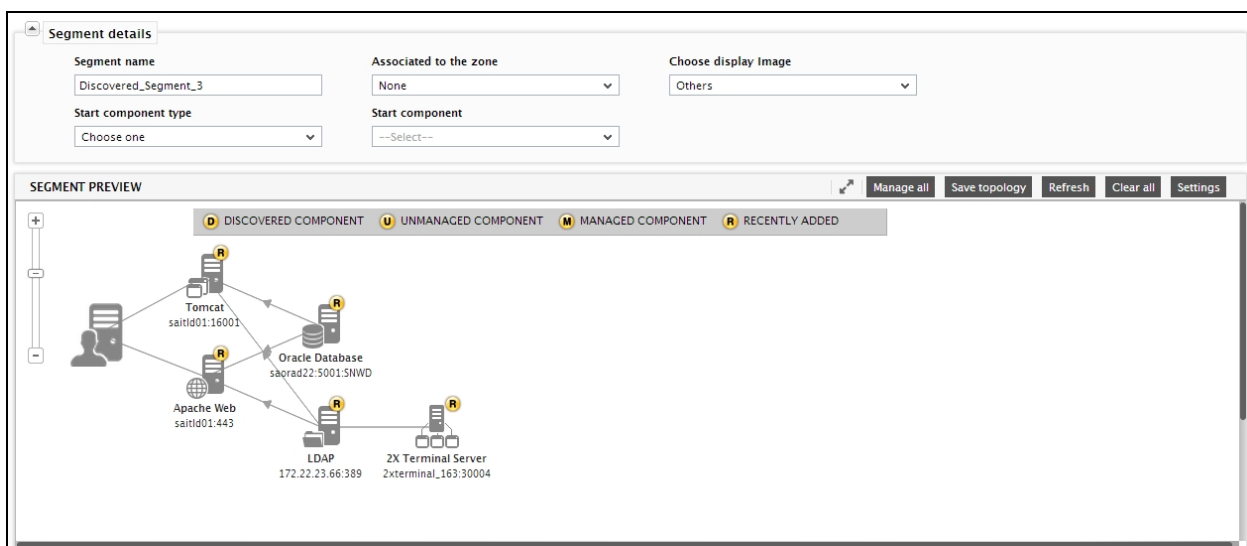 Segment details
Segment name
Associated to the zone
Choose display Image
Discovered_Segment_3
None
Others
Start component type
Start component
Choose one
--Select--
SEGMENT PREVIEW
Manage all
Save topology
Refresh
Clear all
Settings
D DISCOVERED COMPONENT
U UNMANAGED COMPONENT
M MANAGED COMPONENT
R RECENTLY ADDED
R
Tomcat
saitld01:16001
R
Oracle Database
saorad22:5001:SNWD
R
Apache Web
saitld01:443
R
LDAP
172.22.23.66:389
R
2X Terminal Server
2xterminal_163:30004